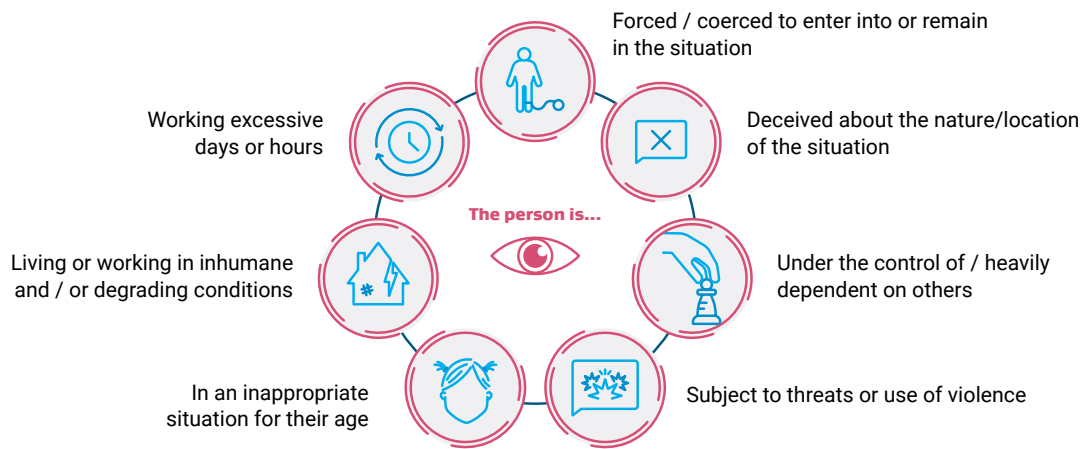 Forced / coerced to enter into or remain
in the situation
Deceived about the nature/location
of the situation
Under the control of / heavily
dependent on others
Subject to threats or use of violence
In an inappropriate
situation for their age
Living or working in inhumane
and / or degrading conditions
Working excessive
days or hours
The person is...